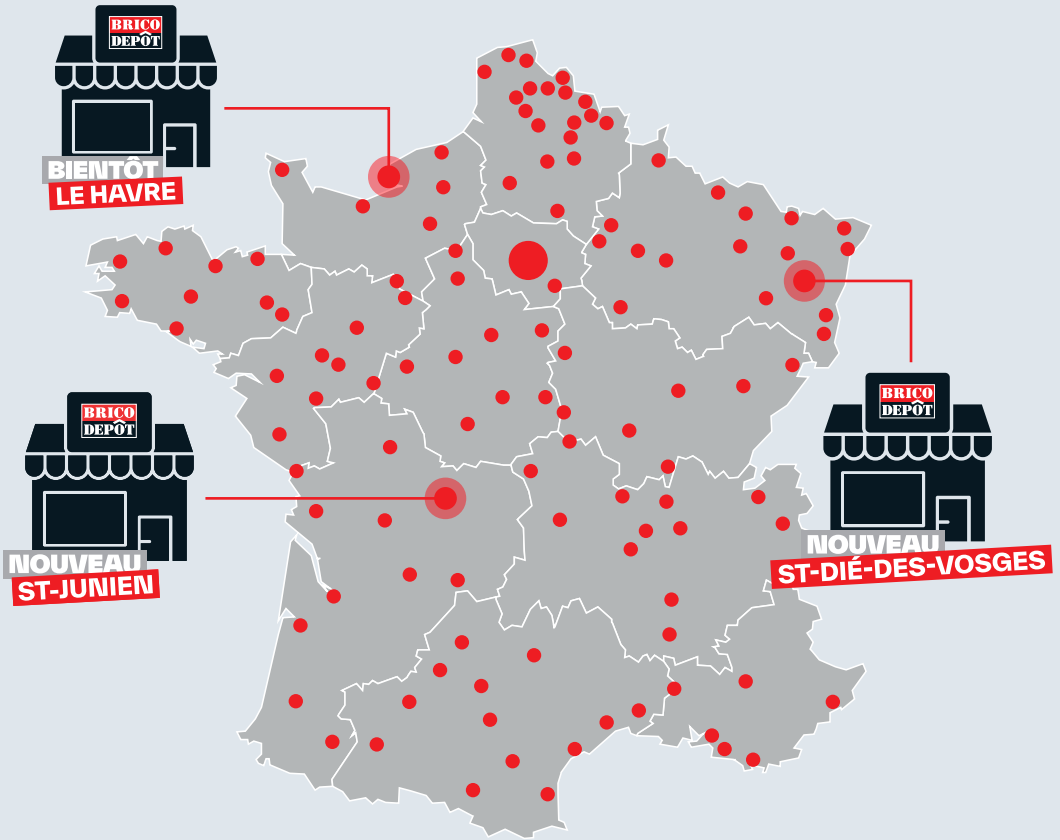 BRICO
DEPÔT
BIENTÔT
LE HAVRE
BRICO
DEPÔT
NOUVEAU
ST-JUNIEN
BRICO
DEPÔT
NOUVEAU
ST-DIÉ-DES-VOSGES